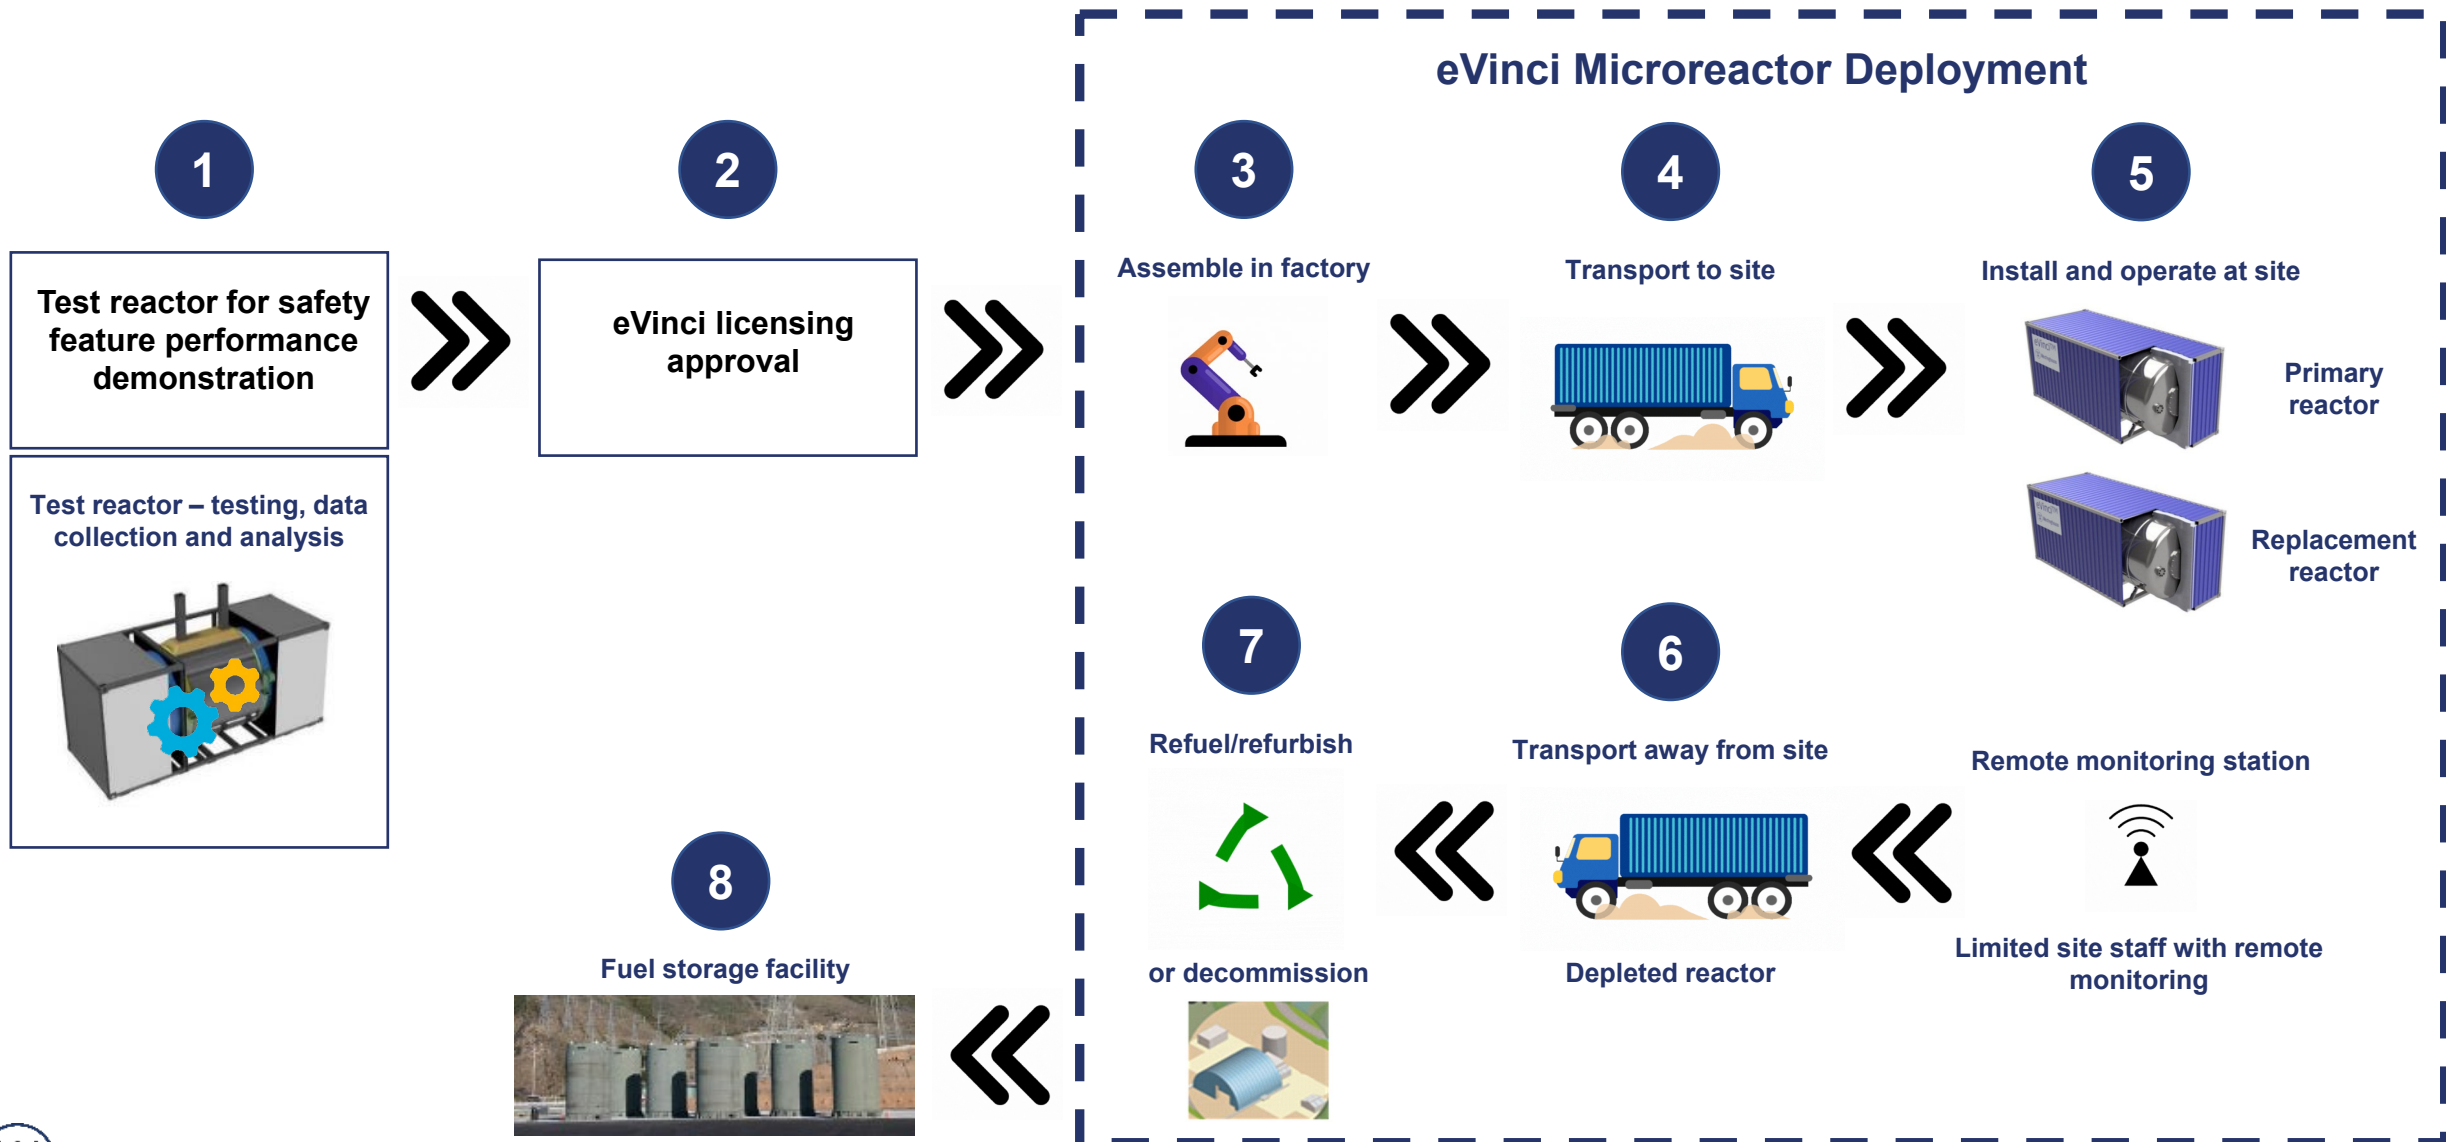 eVinci Microreactor Deployment
1
2
3
4
5
Test reactor for safety
feature performance
demonstration
eVinci licensing
approval
Assemble in factory
Transport to site
Install and operate at site
Primary
reactor
Replacement
reactor
Test reactor – testing, data
collection and analysis
7
6
Refuel/refurbish
Transport away from site
Remote monitoring station
8
Fuel storage facility
or decommission
Depleted reactor
Limited site staff with remote
monitoring